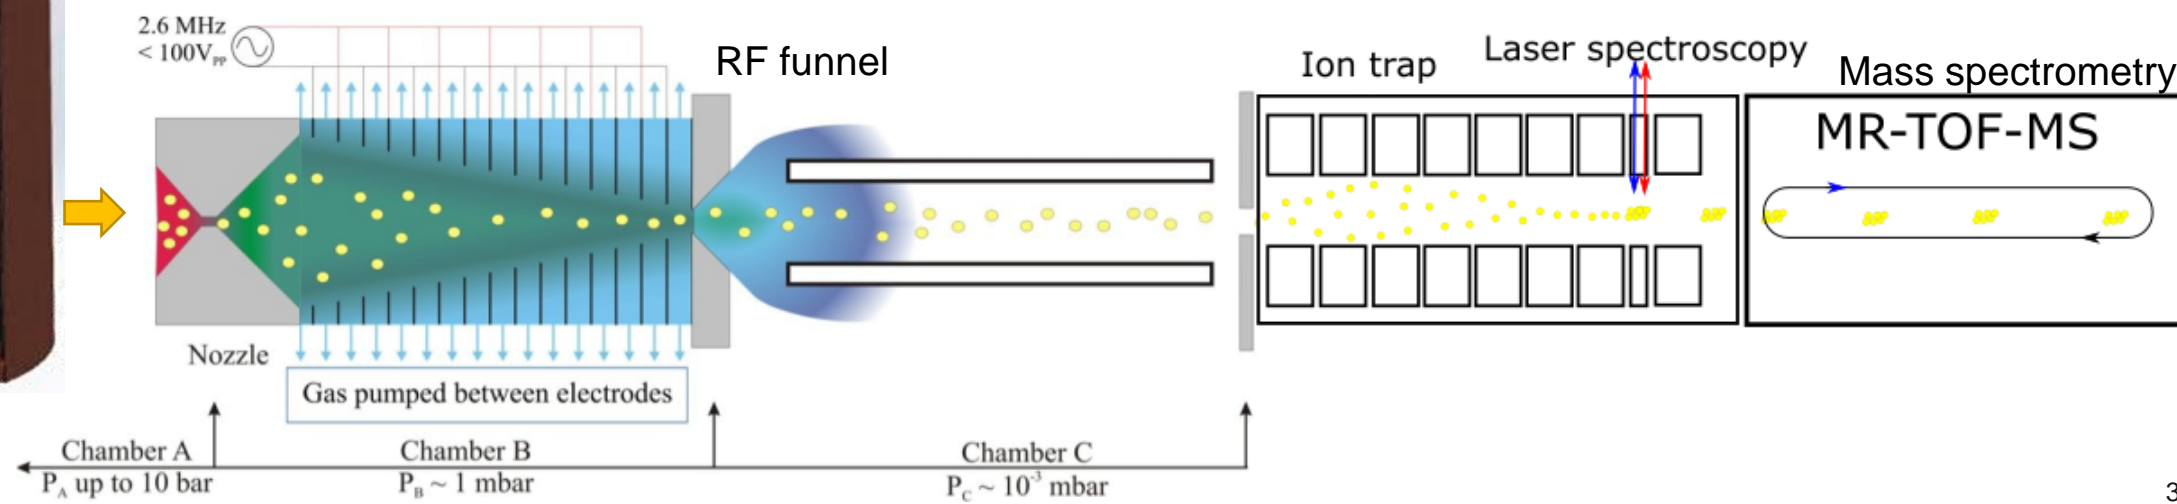 2.6 MHz
< 100V_PP
RF funnel
Ion trap
Laser spectroscopy
Mass spectrometry
MR-TOF-MS
Nozzle
Gas pumped between electrodes
Chamber A
Chamber B
Chamber C
P_A up to 10 bar
P_B ~ 1 mbar
P_C ~ 10⁻³ mbar
3